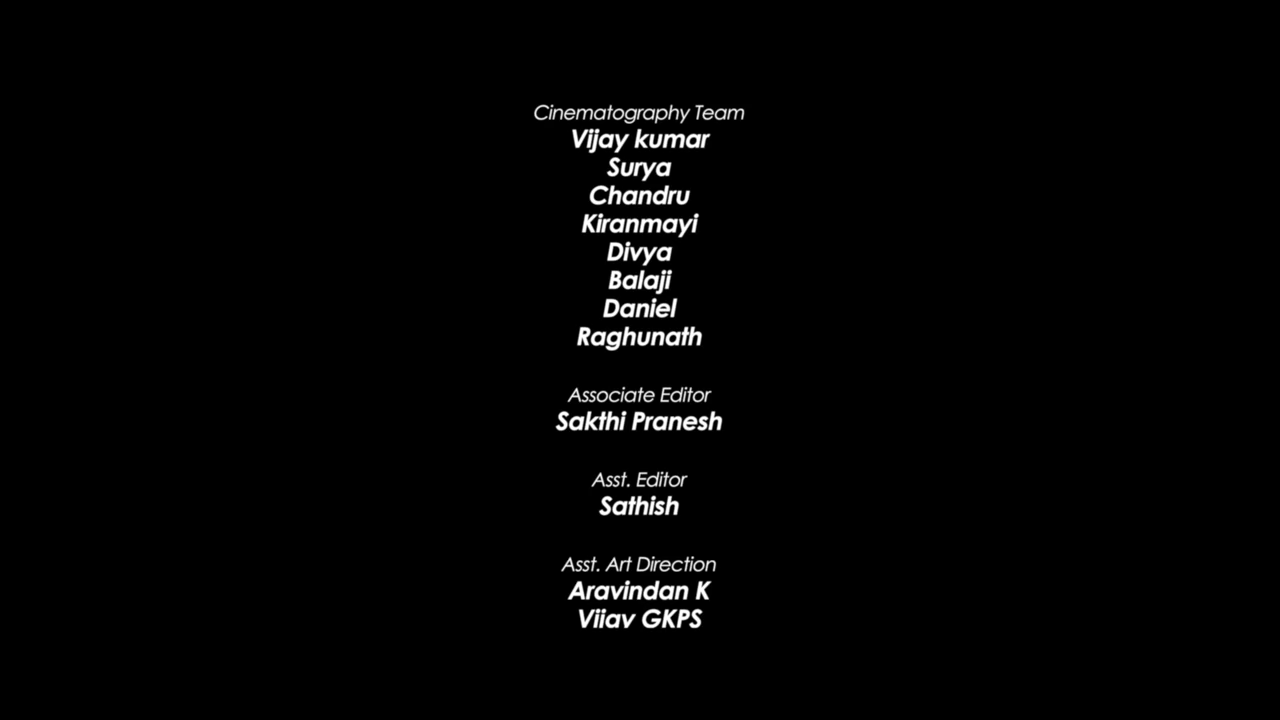 Cinematography Team
Vijay kumar
Surya
Chandru
Kiranmayi
Divya
Balaji
Daniel
Raghunath
Associate Editor
Sakthi Pranesh
Asst. Editor
Sathish
Asst. Art Direction
Aravindan K
Vijay GKPS